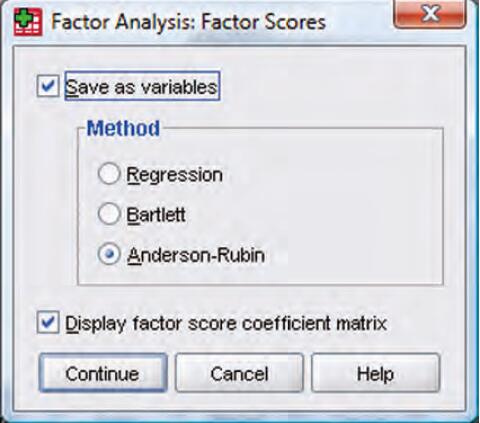 Factor Analysis: Factor Scores
Save as variables
Method
Regression
Bartlett
Anderson-Rubin
Display factor score coefficient matrix
Continue Cancel Help